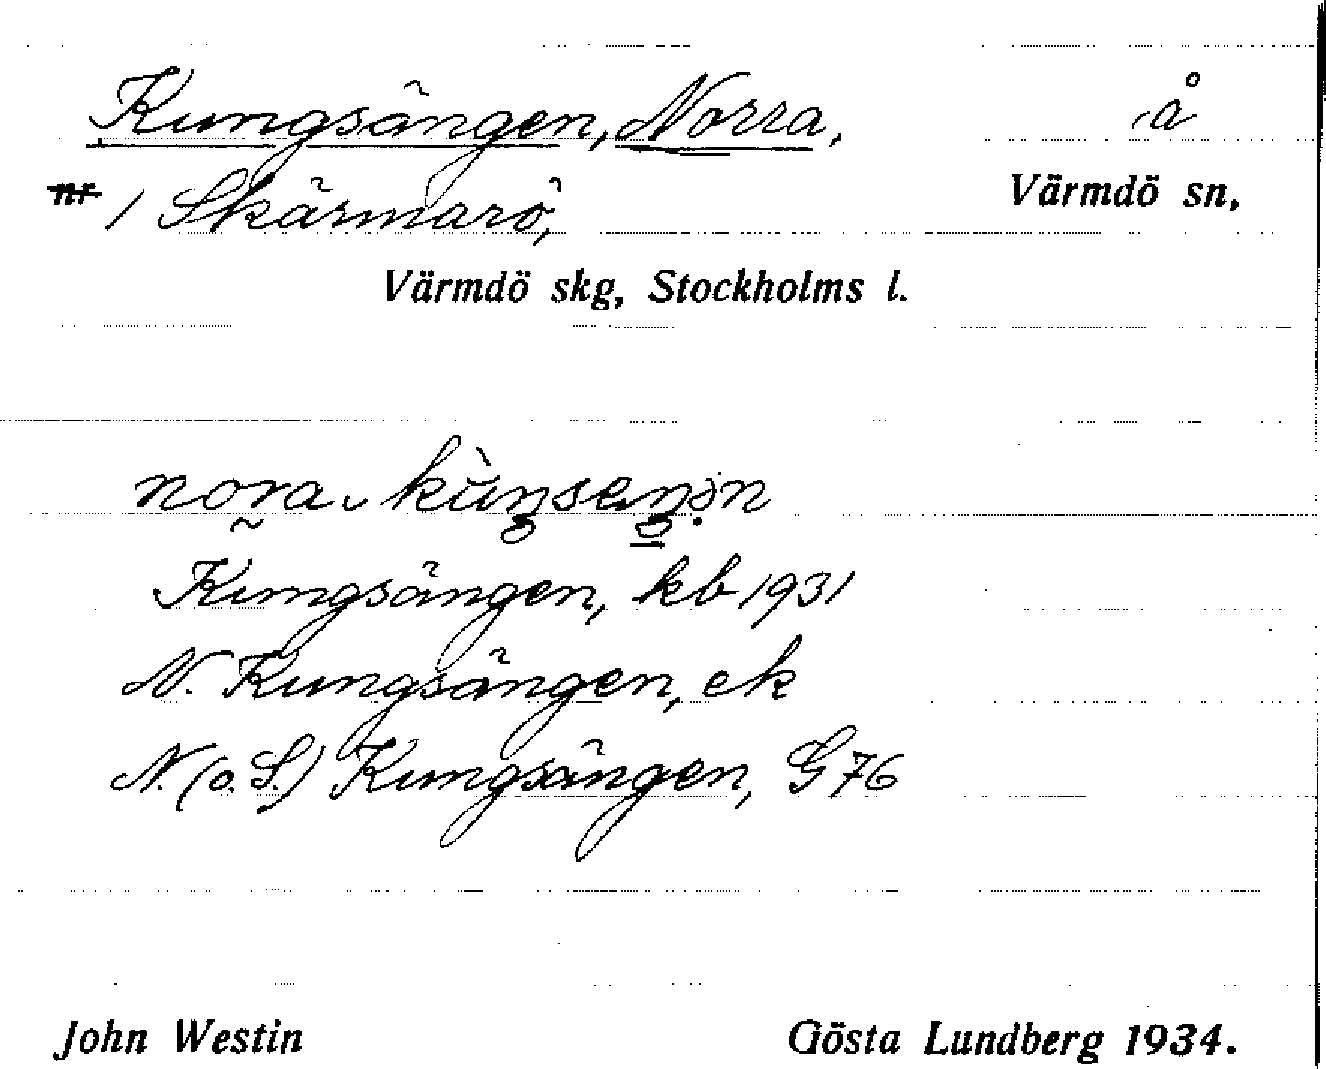 Kungsängen, Norra, å
nr 1 Skärmarö, Värmdö sn,
Värmdö skg, Stockholms l.
nora
Kungsängen, kb 1931
N. Kungsängen, ek
N. (o. S.) Kungsängen, G 76
John Westin Gösta Lundberg 1934.